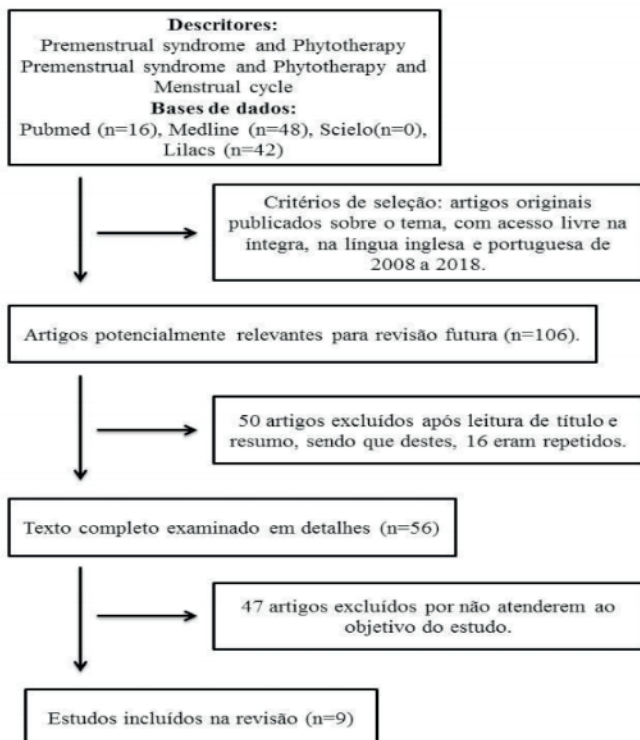 Descritores:
Premenstrual syndrome and Phytotherapy
Premenstrual syndrome and Phytotherapy and
Menstrual cycle
Bases de dados:
Pubmed (n=16), Medline (n=48), Scielo(n=0),
Lilacs (n=42)
Critérios de seleção: artigos originais
publicados sobre o tema, com acesso livre na
íntegra, na língua inglesa e portuguesa de
2008 a 2018.
Artigos potencialmente relevantes para revisão futura (n=106).
50 artigos excluídos após leitura de título e
resumo, sendo que destes, 16 eram repetidos.
Texto completo examinado em detalhes (n=56)
47 artigos excluídos por não atenderem ao
objetivo do estudo.
Estudos incluídos na revisão (n=9)